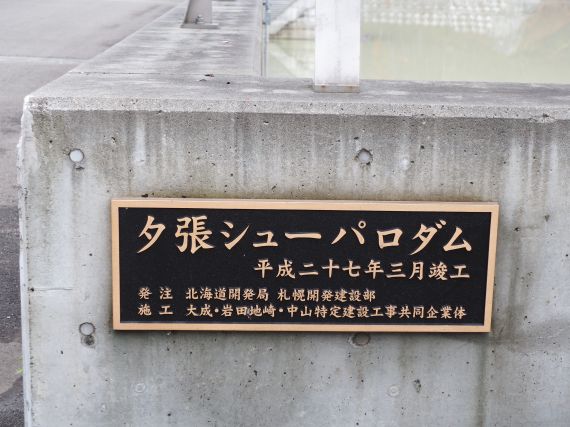 夕張シューパロダム
平成二十七年三月竣工
発注 北海道開発局 札幌開発建設部
施工 大成・岩田地崎・中山特定建設工事共同企業体